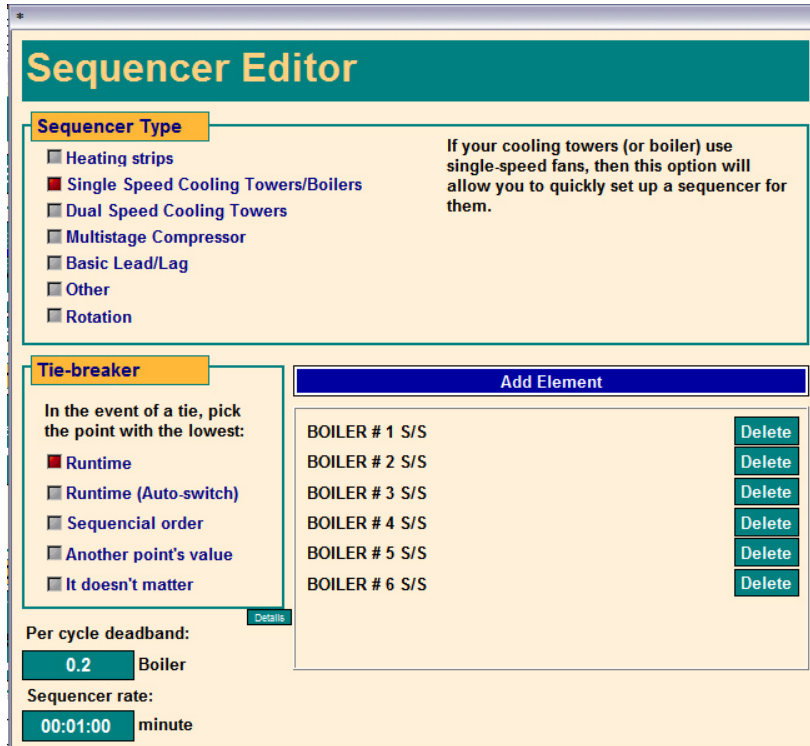 *
Sequencer Editor
Sequencer Type
Heating strips
Single Speed Cooling Towers/Boilers
Dual Speed Cooling Towers
Multistage Compressor
Basic Lead/Lag
Other
Rotation
If your cooling towers (or boiler) use
single-speed fans, then this option will
allow you to quickly set up a sequencer for
them.
Tie-breaker
In the event of a tie, pick
the point with the lowest:
Runtime
Runtime (Auto-switch)
Sequencial order
Another point's value
It doesn't matter
Details
Per cycle deadband:
0.2 Boiler
Sequencer rate:
00:01:00 minute
Add Element
BOILER # 1 S/S Delete
BOILER # 2 S/S Delete
BOILER # 3 S/S Delete
BOILER # 4 S/S Delete
BOILER # 5 S/S Delete
BOILER # 6 S/S Delete